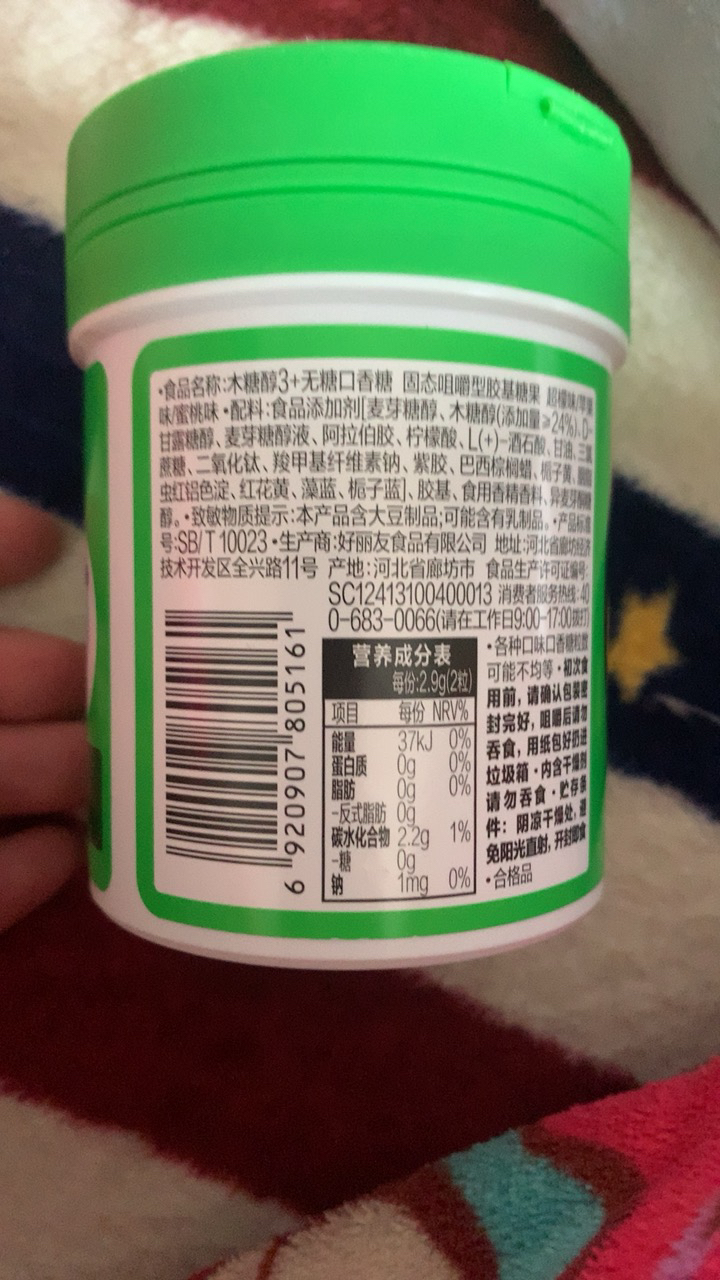 •食品名称:木糖醇3+无糖口香糖 固态咀嚼型胶基糖果 超檬味/苹果
味/蜜桃味•配料:食品添加剂[麦芽糖醇、木糖醇(添加量≥24%)、D-
甘露糖醇、麦芽糖醇液、阿拉伯胶、柠檬酸、L(+)-酒石酸、甘油、三氯
蔗糖、二氧化钛、羧甲基纤维素钠、紫胶、巴西棕榈蜡、栀子黄、胭脂
虫红铝色淀、红花黄、藻蓝、栀子蓝]、胶基、食用香精香料、异麦芽酮糖
醇。•致敏物质提示:本产品含大豆制品;可能含有乳制品。•产品标准
号:SB/T 10023•生产商:好丽友食品有限公司 地址:河北省廊坊经济
技术开发区全兴路11号 产地:河北省廊坊市 食品生产许可证编号:
SC12413100400013 消费者服务热线:40
0-683-0066(请在工作日9:00-17:00拨打)
营养成分表
每份:2.9g(2粒)
项目 每份 NRV%
能量 37kJ 0%
蛋白质 0g 0%
脂肪 0g 0%
-反式脂肪 0g
碳水化合物 2.2g 1%
-糖 0g
钠 1mg 0%
•各种口味口香糖粒数
可能不均等•初次食
用前，请确认包装密
封完好，咀嚼后请勿
吞食，用纸包好扔进
垃圾箱•内含干燥剂
请勿吞食•贮存条
件：阴凉干燥处，避
免阳光直射，开封即食
•合格品
6 920907 805161